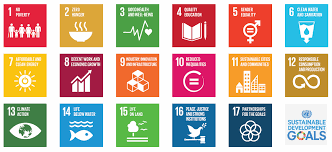 1 NO
POVERTY
2 ZERO
HUNGER
3 GOOD HEALTH
AND WELL-BEING
4 QUALITY
EDUCATION
5 GENDER
EQUALITY
6 CLEAN WATER
AND SANITATION
7 AFFORDABLE AND
CLEAN ENERGY
8 DECENT WORK AND
ECONOMIC GROWTH
9 INDUSTRY, INNOVATION
AND INFRASTRUCTURE
10 REDUCED
INEQUALITIES
11 SUSTAINABLE CITIES
AND COMMUNITIES
12 RESPONSIBLE
CONSUMPTION
AND PRODUCTION
13 CLIMATE
ACTION
14 LIFE
BELOW WATER
15 LIFE
ON LAND
16 PEACE, JUSTICE
AND STRONG
INSTITUTIONS
17 PARTNERSHIPS
FOR THE GOALS
SUSTAINABLE
DEVELOPMENT
GOALS